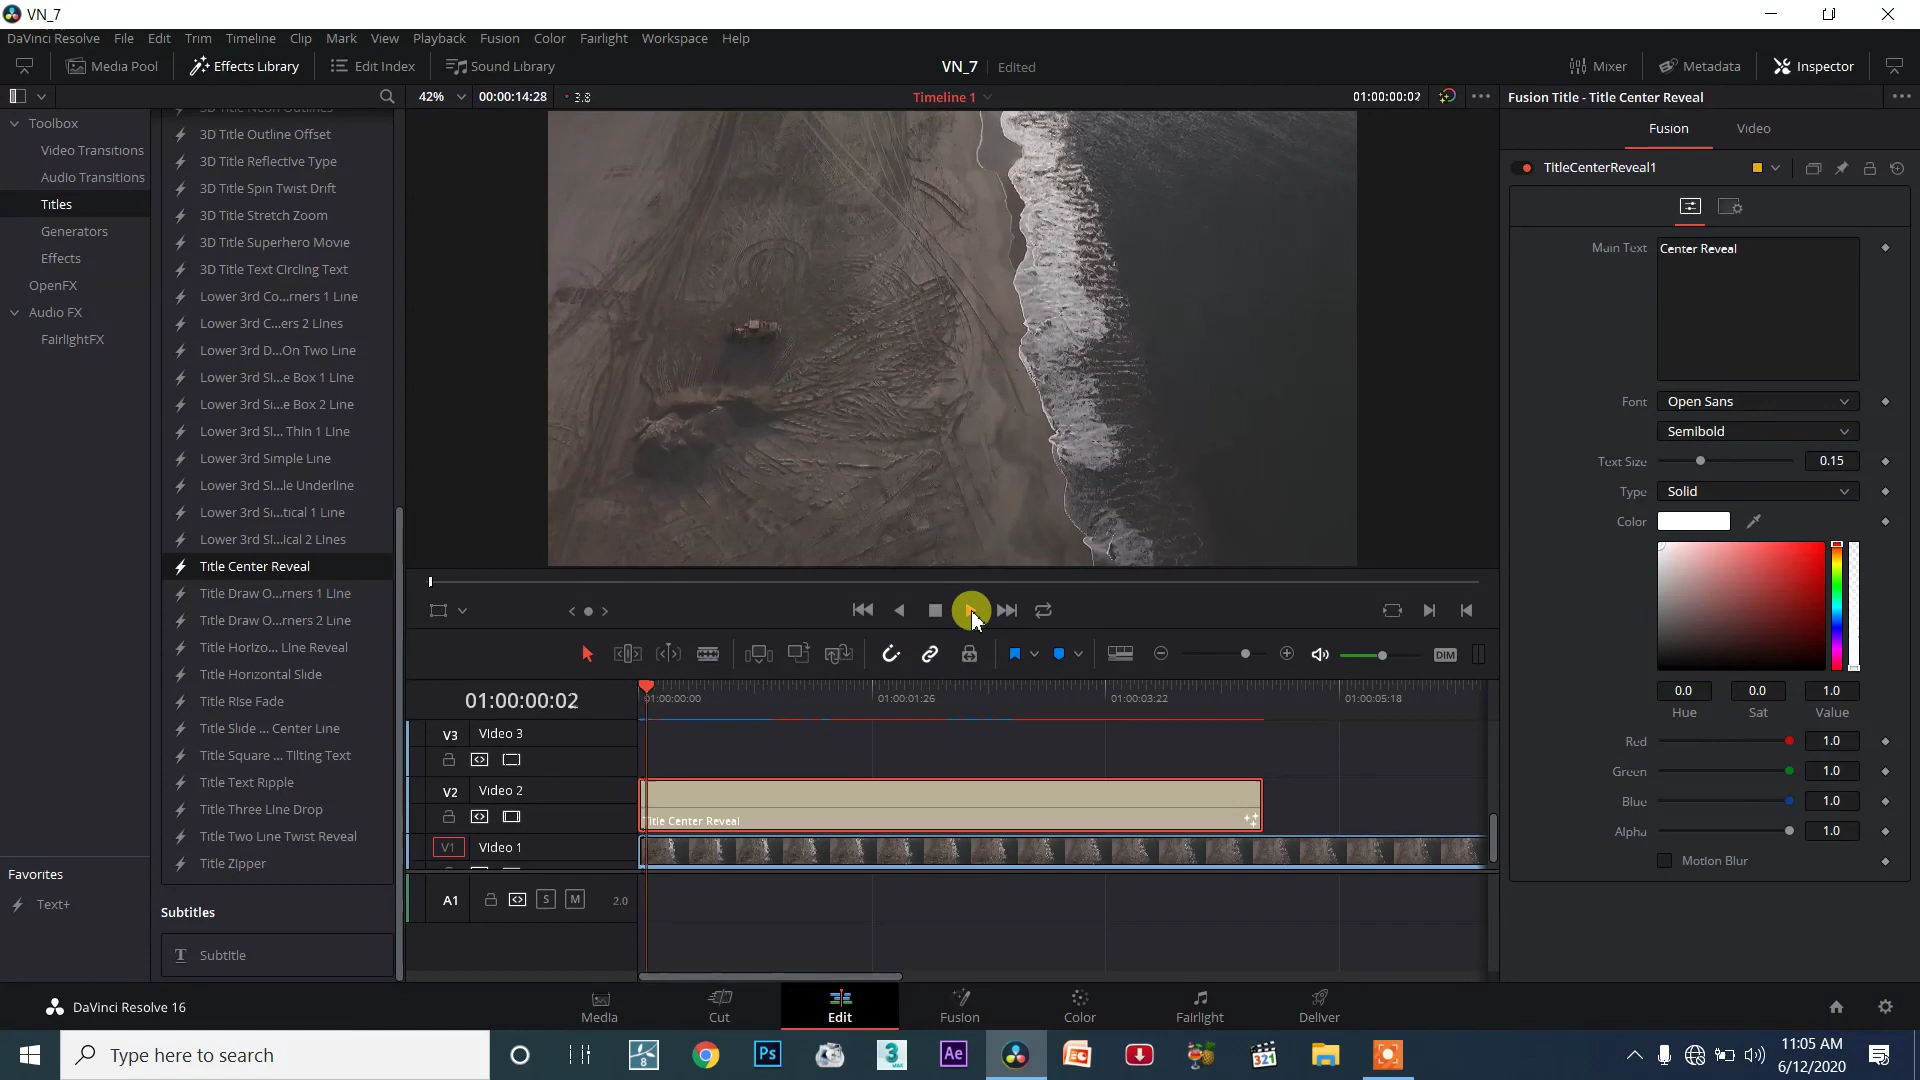 VN_7
DaVinci Resolve File Edit Trim Timeline Clip Mark View Playback Fusion Color Fairlight Workspace Help
Media Pool Effects Library Edit Index Sound Library VN_7 Edited Mixer Metadata Inspector
42% 00:00:14:28 3.8 Timeline 1 01:00:00:02 Fusion Title - Title Center Reveal
Toolbox
Video Transitions
Audio Transitions
Titles
Generators
Effects
OpenFX
Audio FX
FairlightFX
Favorites
Text+
3D Title Neon Outlines
3D Title Outline Offset
3D Title Reflective Type
3D Title Spin Twist Drift
3D Title Stretch Zoom
3D Title Superhero Movie
3D Title Text Circling Text
Lower 3rd Co...rners 1 Line
Lower 3rd C...ers 2 Lines
Lower 3rd D...On Two Line
Lower 3rd Sl...e Box 1 Line
Lower 3rd Si...e Box 2 Line
Lower 3rd Sl... Thin 1 Line
Lower 3rd Simple Line
Lower 3rd Si...le Underline
Lower 3rd Si...tical 1 Line
Lower 3rd Sl...ical 2 Lines
Title Center Reveal
Title Draw O...rners 1 Line
Title Draw O...rners 2 Line
Title Horizo... Line Reveal
Title Horizontal Slide
Title Rise Fade
Title Slide ... Center Line
Title Square ... Tilting Text
Title Text Ripple
Title Three Line Drop
Title Two Line Twist Reveal
Title Zipper
Subtitles
T Subtitle
DIM
01:00:00:02 01:00:00:00 01:00:01:26 01:00:03:22 01:00:05:18
V3 Video 3
V2 Video 2
Title Center Reveal
V1 Video 1
A1 S M 2.0
Fusion Video
TitleCenterReveal1
Main Text Center Reveal
Font Open Sans
Semibold
Text Size 0.15
Type Solid
Color
0.0 0.0 1.0
Hue Sat Value
Red 1.0
Green 1.0
Blue 1.0
Alpha 1.0
Motion Blur
DaVinci Resolve 16 Media Cut Edit Fusion Color Fairlight Deliver
Type here to search
8
Ps
3
MAX
Ae
321
11:05 AM
6/12/2020